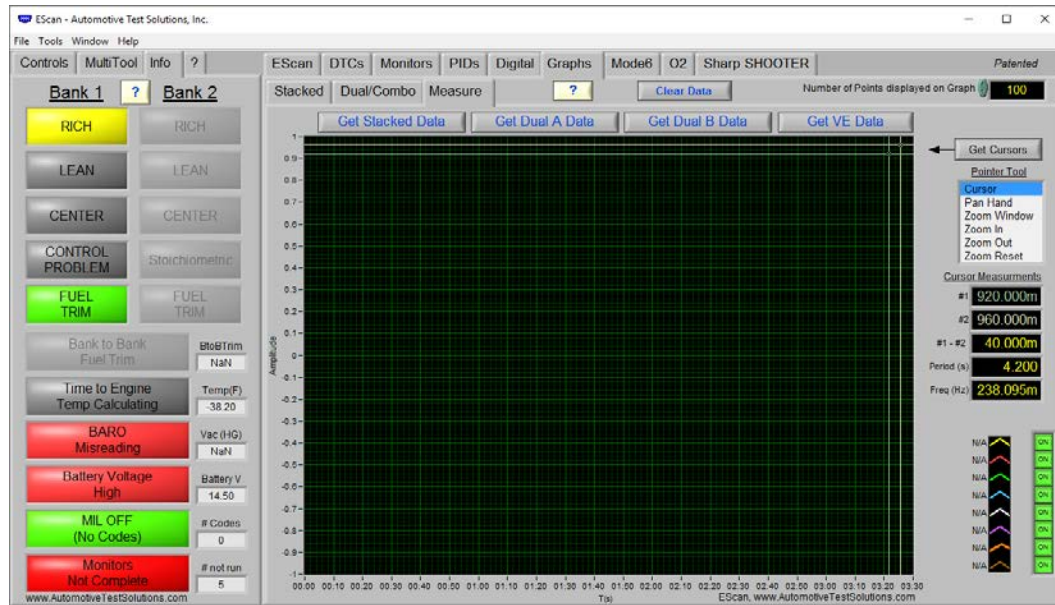 EScan - Automotive Test Solutions, Inc.
File Tools Window Help
Controls MultiTool Info ?
EScan DTCs Monitors PIDs Digital Graphs Mode6 O2 Sharp SHOOTER Patented
Bank 1 ? Bank 2
Stacked Dual/Combo Measure ? Clear Data Number of Points displayed on Graph 100
RICH RICH
LEAN LEAN
CENTER CENTER
CONTROL PROBLEM Stoichiometric
FUEL TRIM FUEL TRIM
Bank to Bank Fuel Trim BtoBTrim NaN
Time to Engine Temp Calculating Temp(F) -38.20
BARO Misreading Vac (HG) NaN
Battery Voltage High Battery V 14.50
MIL OFF (No Codes) # Codes 0
Monitors Not Complete # not run 5
www.AutomotiveTestSolutions.com
Get Stacked Data Get Dual A Data Get Dual B Data Get VE Data
Amplitude
1
0.9
0.8
0.7
0.6
0.5
0.4
0.3
0.2
0.1
0
-0.1
-0.2
-0.3
-0.4
-0.5
-0.6
-0.7
-0.8
-0.9
-1
00:00 00:10 00:20 00:30 00:40 00:50 01:00 01:10 01:20 01:30 01:40 01:50 02:00 02:10 02:20 02:30 02:40 02:50 03:00 03:10 03:20 03:30
T(s) EScan, www.AutomotiveTestSolutions.com
Get Cursors
Pointer Tool
Cursor
Pan Hand
Zoom Window
Zoom In
Zoom Out
Zoom Reset
Cursor Measurments
#1 920.000m
#2 960.000m
#1 - #2 40.000m
Period (s) 4.200
Freq (Hz) 238.095m
N/A ON
N/A ON
N/A ON
N/A ON
N/A ON
N/A ON
N/A ON
N/A ON